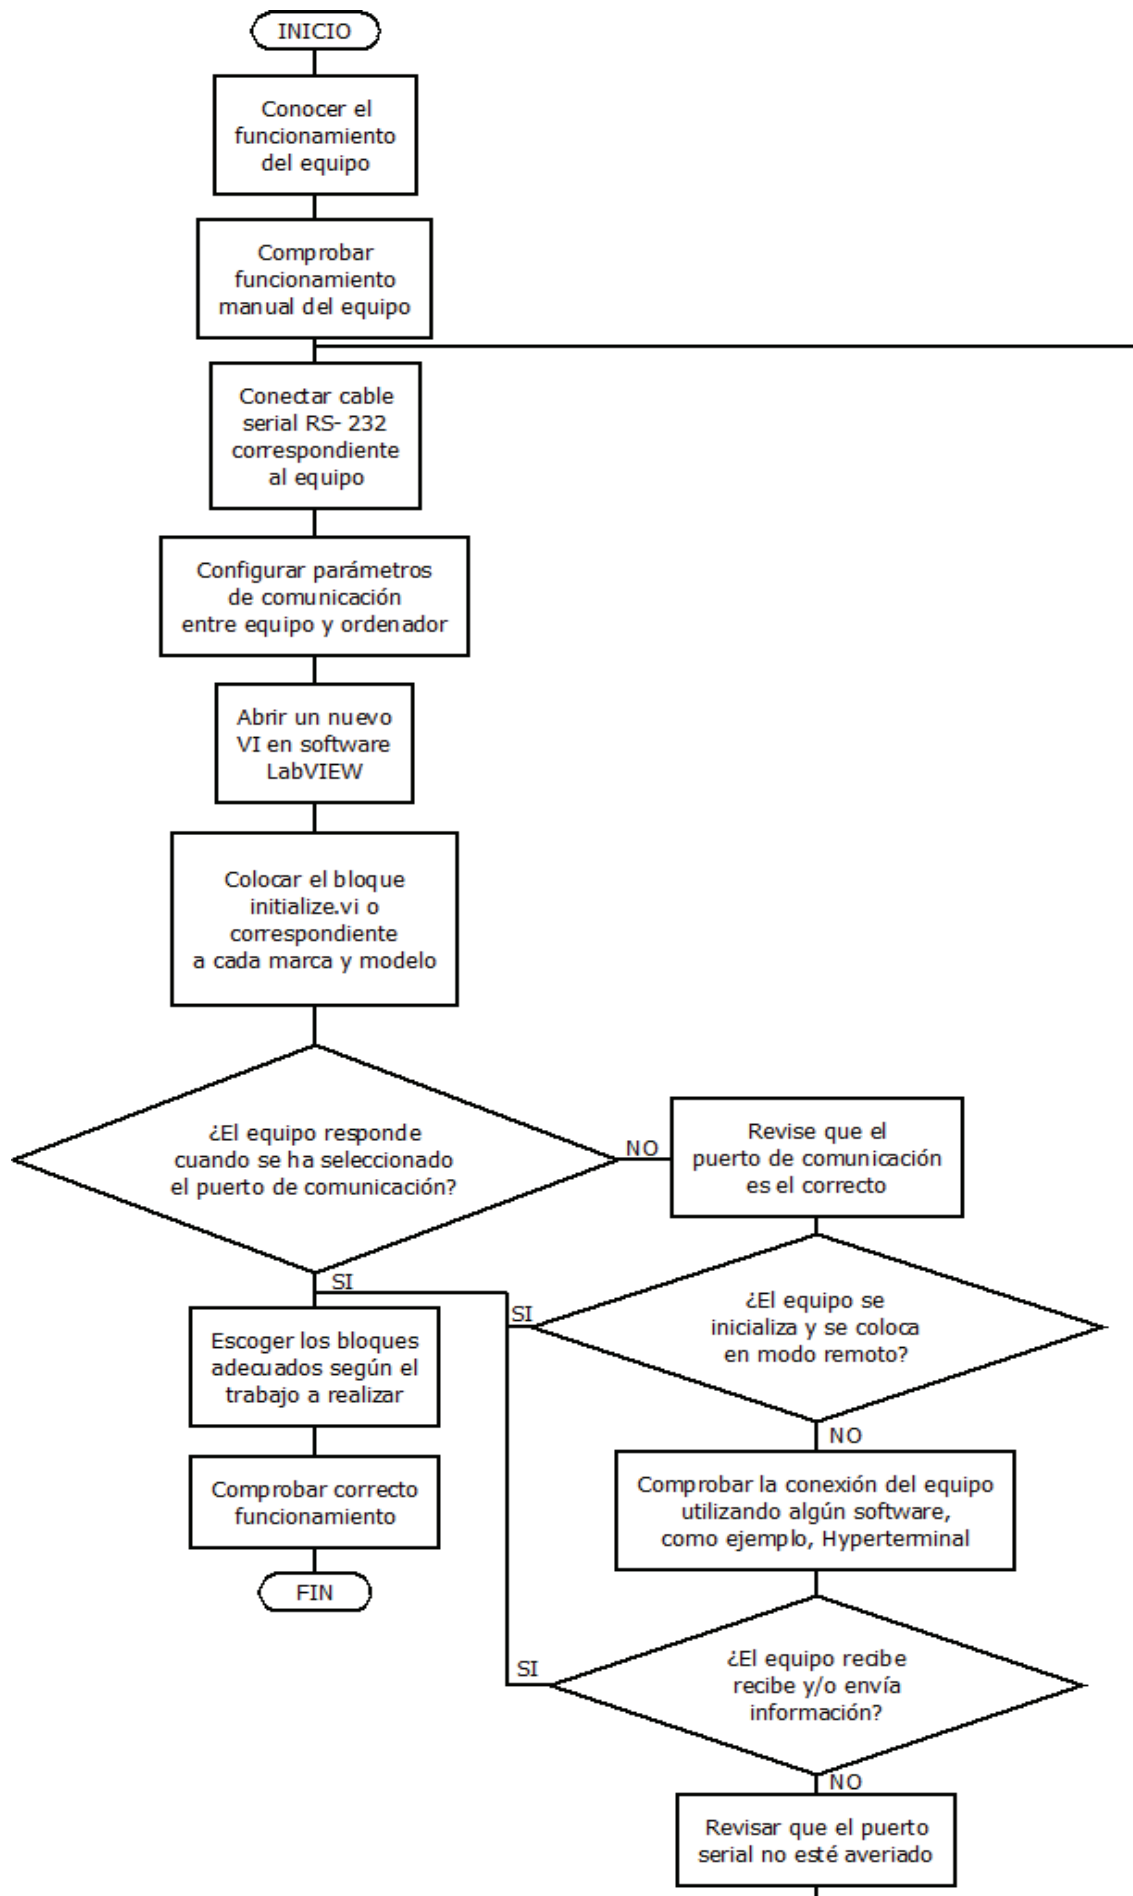 INICIO
Conocer el
funcionamiento
del equipo
Comprobar
funcionamiento
manual del equipo
Conectar cable
serial RS- 232
correspondiente
al equipo
Configurar parámetros
de comunicación
entre equipo y ordenador
Abrir un nuevo
VI en software
LabVIEW
Colocar el bloque
initialize.vi o
correspondiente
a cada marca y modelo
¿El equipo responde
cuando se ha seleccionado
el puerto de comunicación?
NO
Revise que el
puerto de comunicación
es el correcto
SI
Escoger los bloques
adecuados según el
trabajo a realizar
Comprobar correcto
funcionamiento
FIN
SI
¿El equipo se
inicializa y se coloca
en modo remoto?
NO
Comprobar la conexión del equipo
utilizando algún software,
como ejemplo, Hyperterminal
SI
¿El equipo recibe
recibe y/o envía
información?
NO
Revisar que el puerto
serial no esté averiado